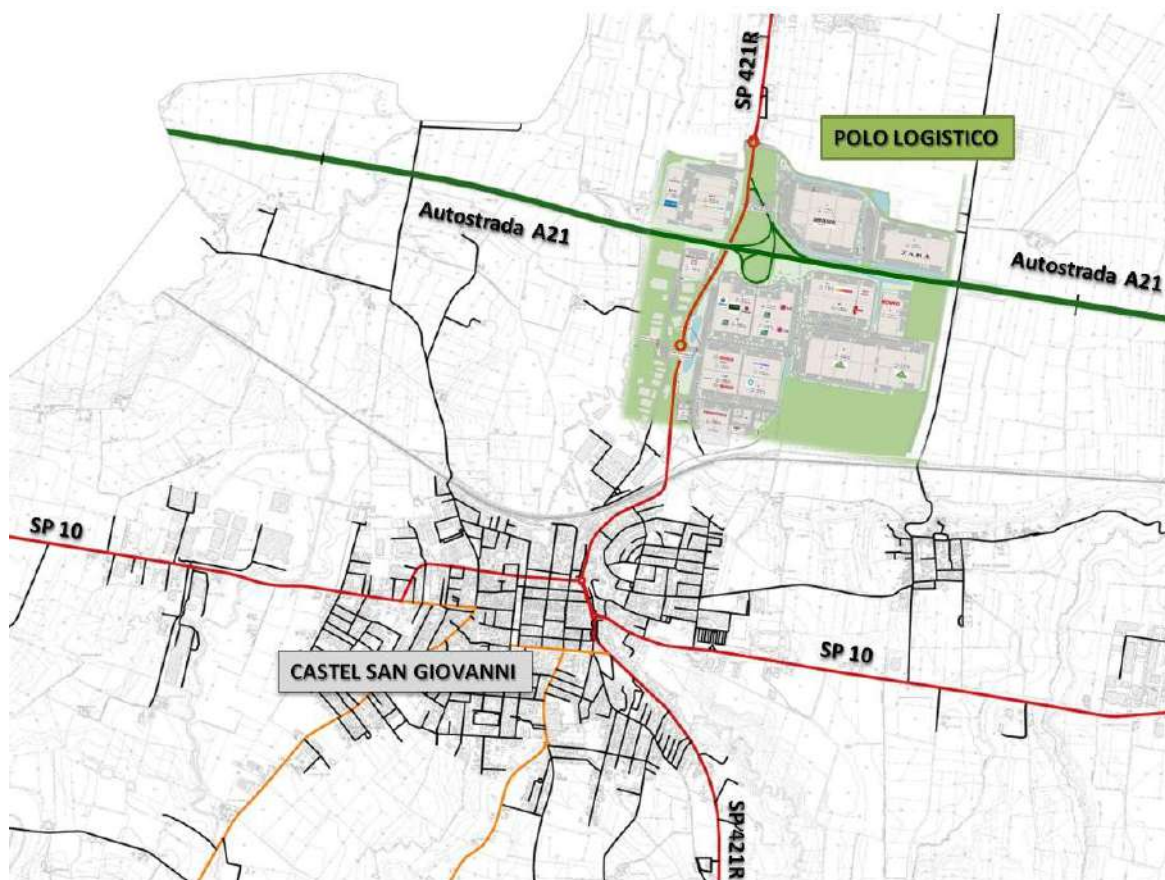 SP 421R
POLO LOGISTICO
Autostrada A21
Autostrada A21
ZARA
SP 10
SP 10
CASTEL SAN GIOVANNI
SP421R